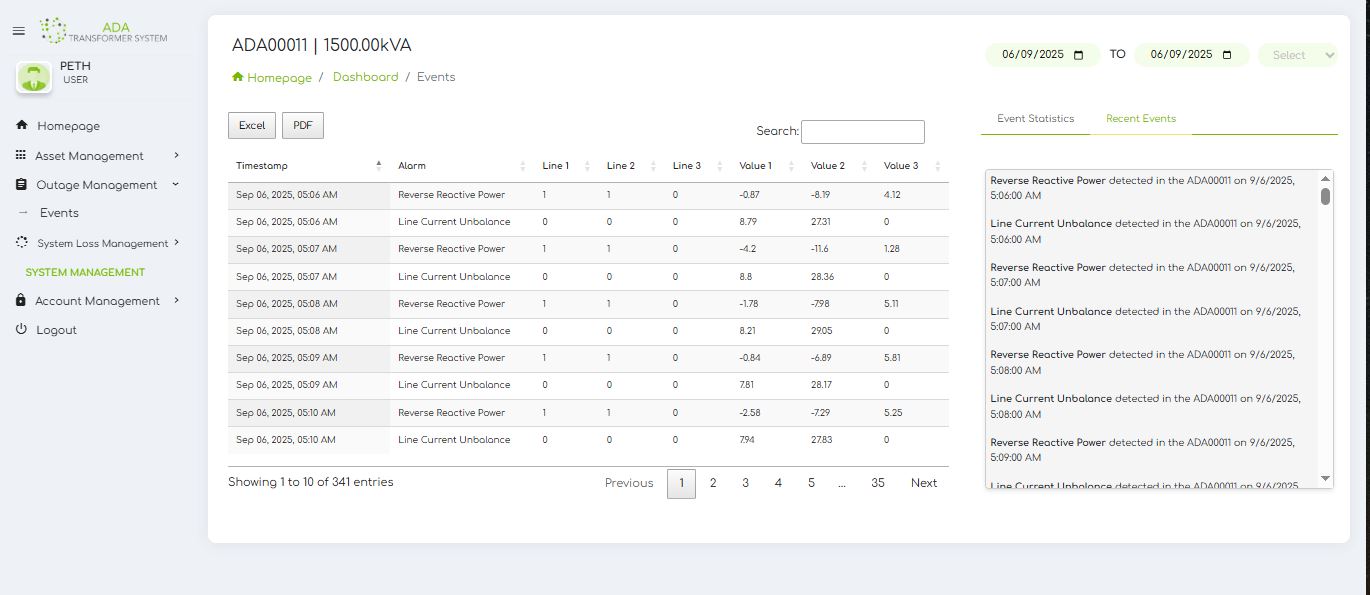 ADA
TRANSFORMER SYSTEM
PETH
USER
Homepage
Asset Management
Outage Management
Events
System Loss Management
SYSTEM MANAGEMENT
Account Management
Logout
ADA00011 | 1500.00kVA
Homepage / Dashboard / Events
06/09/2025 TO 06/09/2025 Select
Excel PDF
Search:
Timestamp Alarm Line 1 Line 2 Line 3 Value 1 Value 2 Value 3
Sep 06, 2025, 05:06 AM Reverse Reactive Power 1 1 0 -0.87 -8.19 4.12
Sep 06, 2025, 05:06 AM Line Current Unbalance 0 0 0 8.79 27.31 0
Sep 06, 2025, 05:07 AM Reverse Reactive Power 1 1 0 -4.2 -11.6 1.28
Sep 06, 2025, 05:07 AM Line Current Unbalance 0 0 0 8.8 28.36 0
Sep 06, 2025, 05:08 AM Reverse Reactive Power 1 1 0 -1.78 -7.98 5.11
Sep 06, 2025, 05:08 AM Line Current Unbalance 0 0 0 8.21 29.05 0
Sep 06, 2025, 05:09 AM Reverse Reactive Power 1 1 0 -0.84 -6.89 5.81
Sep 06, 2025, 05:09 AM Line Current Unbalance 0 0 0 7.81 28.17 0
Sep 06, 2025, 05:10 AM Reverse Reactive Power 1 1 0 -2.58 -7.29 5.25
Sep 06, 2025, 05:10 AM Line Current Unbalance 0 0 0 7.94 27.83 0
Showing 1 to 10 of 341 entries
Previous 1 2 3 4 5 ... 35 Next
Event Statistics Recent Events
Reverse Reactive Power detected in the ADA00011 on 9/6/2025,
5:06:00 AM
Line Current Unbalance detected in the ADA00011 on 9/6/2025,
5:06:00 AM
Reverse Reactive Power detected in the ADA00011 on 9/6/2025,
5:07:00 AM
Line Current Unbalance detected in the ADA00011 on 9/6/2025,
5:07:00 AM
Reverse Reactive Power detected in the ADA00011 on 9/6/2025,
5:08:00 AM
Line Current Unbalance detected in the ADA00011 on 9/6/2025,
5:08:00 AM
Reverse Reactive Power detected in the ADA00011 on 9/6/2025,
5:09:00 AM
Line Current Unbalance detected in the ADA00011 on 9/6/2025,